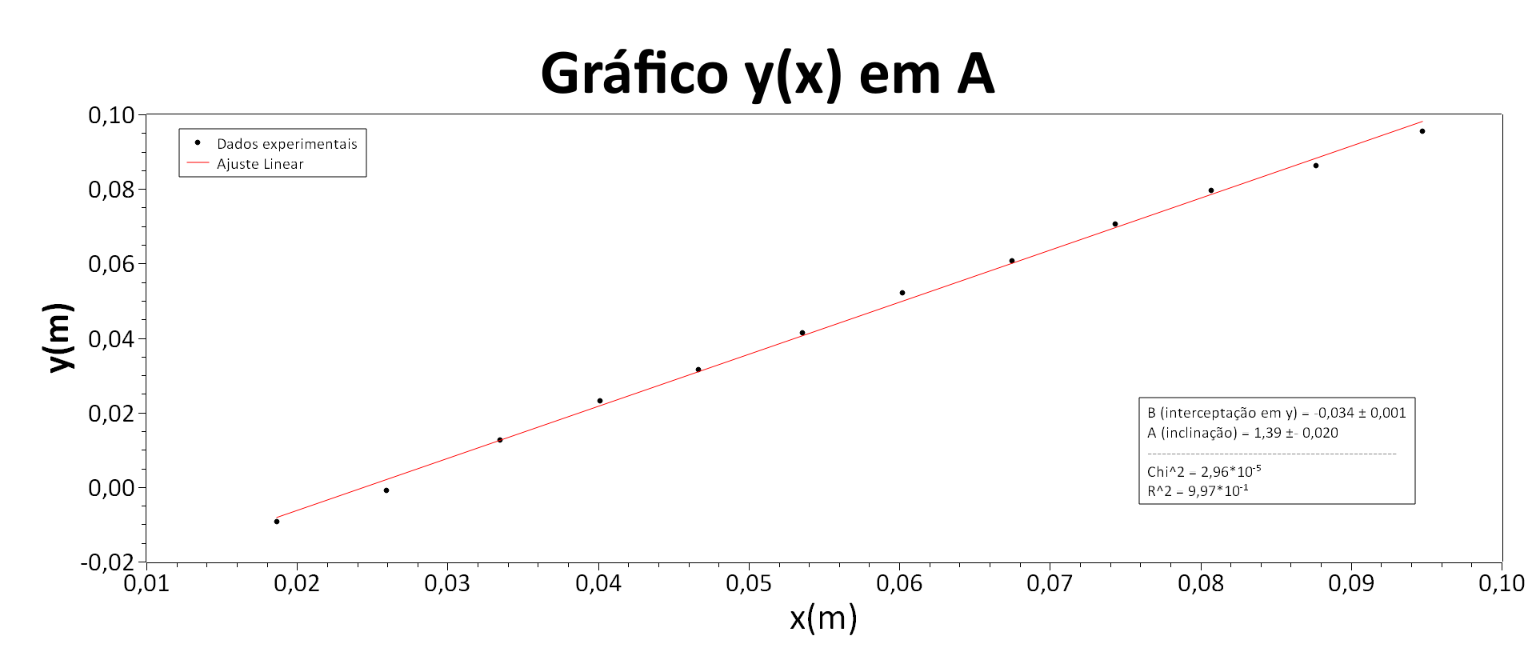 Gráfico y(x) em A
Dados experimentais
Ajuste Linear
y(m)
0,10
0,08
0,06
0,04
0,02
0,00
-0,02
B (interceptação em y) = -0,034 ± 0,001
A (inclinação) = 1,39 ±- 0,020
Chi^2 = 2,96*10⁻⁵
R^2 = 9,97*10⁻¹
0,01 0,02 0,03 0,04 0,05 0,06 0,07 0,08 0,09 0,10
x(m)